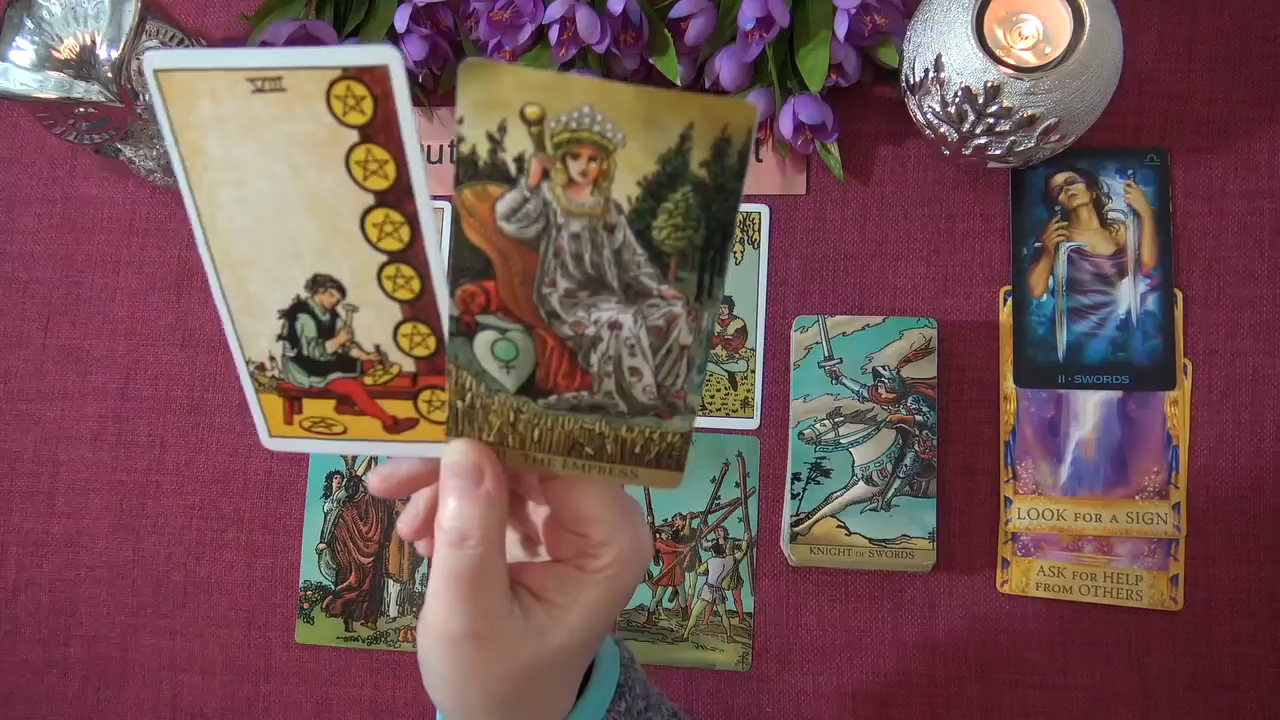 VIII
THE EMPRESS
KNIGHT OF SWORDS
II · SWORDS
LOOK FOR A SIGN
ASK FOR HELP
FROM OTHERS